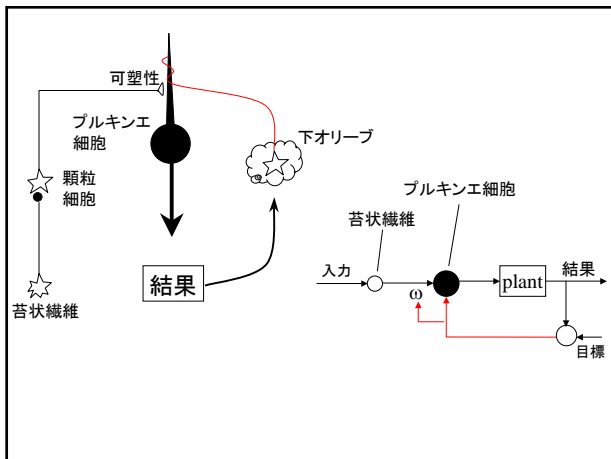 可塑性
プルキンエ
細胞
下オリーブ
顆粒
細胞
結果
苔状繊維
プルキンエ細胞
苔状繊維
入力
ω
plant
結果
目標